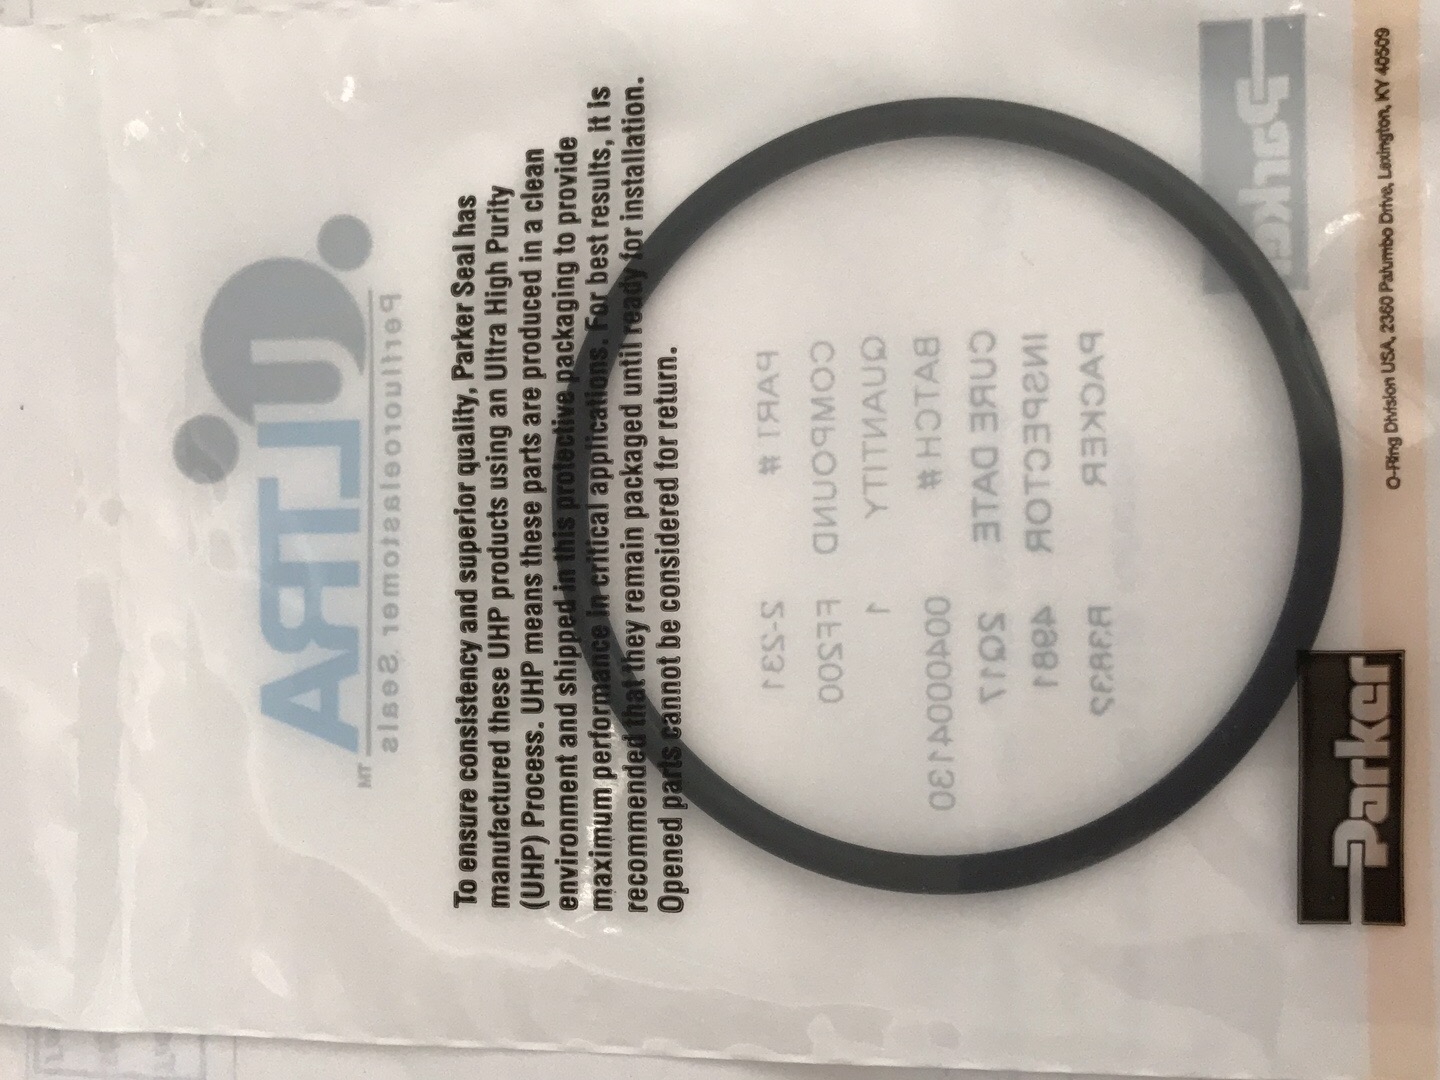 To ensure consistency and superior quality, Parker Seal has
manufactured these UHP products using an Ultra High Purity
(UHP) Process. UHP means these parts are produced in a clean
environment and shipped in this protective packaging to provide
maximum performance in critical applications. For best results, it is
recommended that they remain packaged until ready for installation.
Opened parts cannot be considered for return.
ULTRA
TM
Perfluoroelastomer Seals
PART # 2-231
COMPOUND FF200
QUANTITY 1
BATCH # 0040004130
CURE DATE 2Q17
INSPECTOR 4981
PACKER
Parker
Parker
O-Ring Division USA, 2360 Palumbo Drive, Lexington, KY 40509